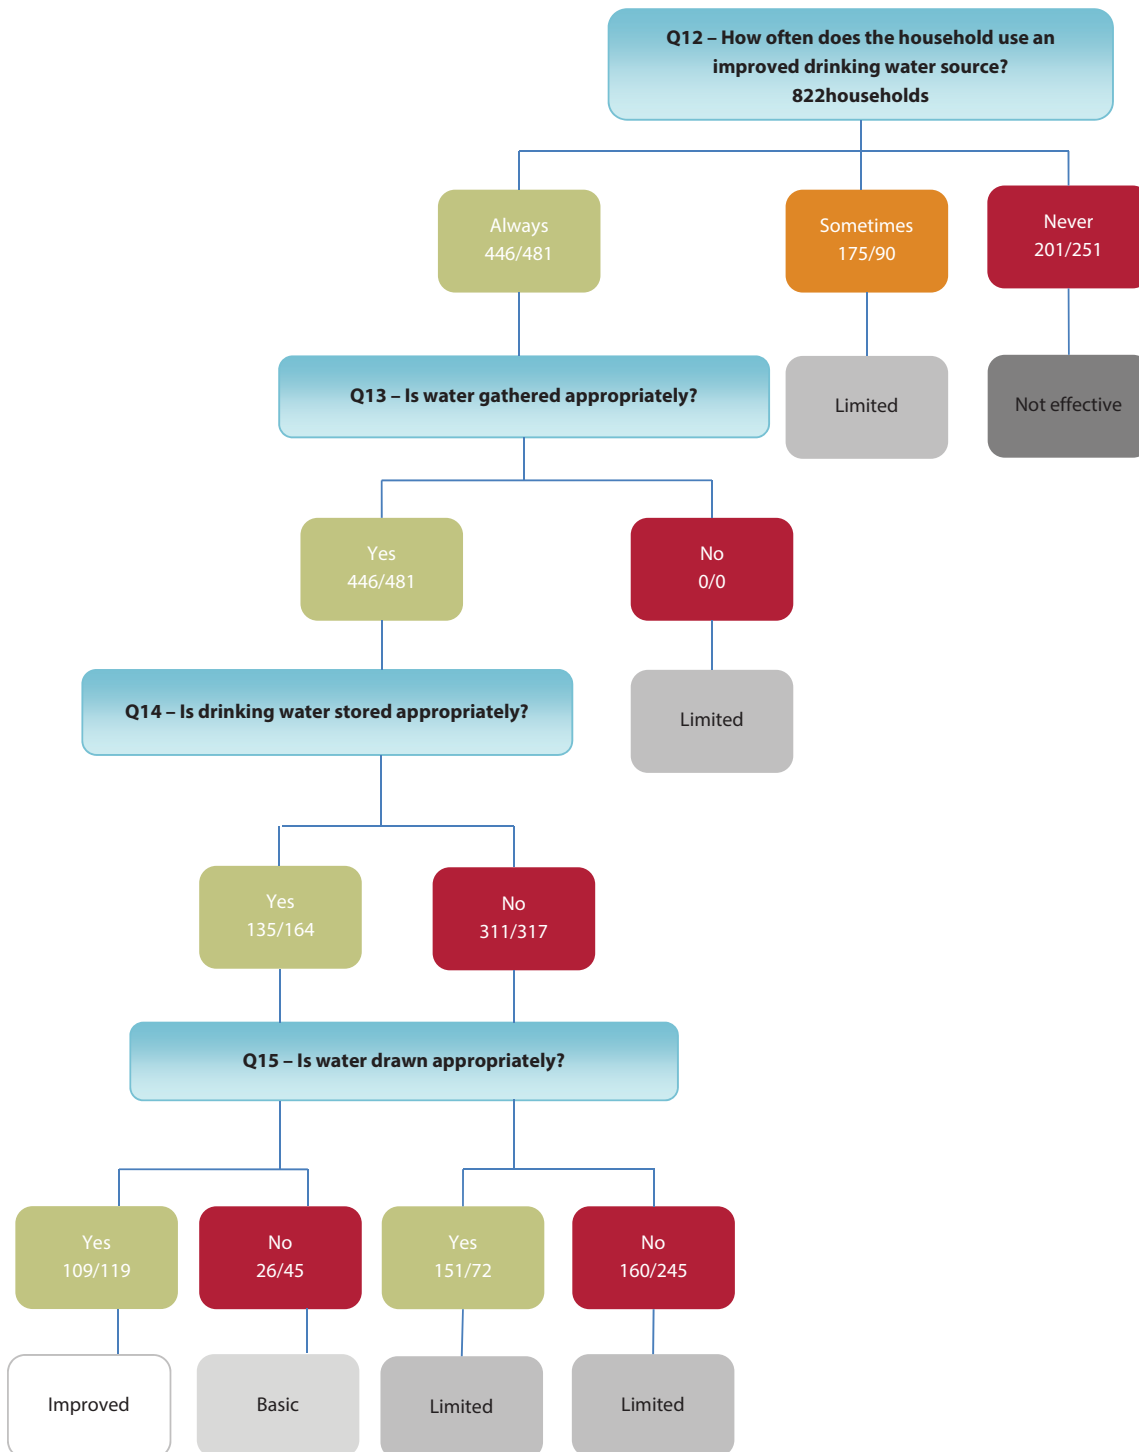 Q12 – How often does the household use an
improved drinking water source?
822households
Always
446/481
Sometimes
175/90
Never
201/251
Q13 – Is water gathered appropriately?
Limited
Not effective
Yes
446/481
No
0/0
Q14 – Is drinking water stored appropriately?
Limited
Yes
135/164
No
311/317
Q15 – Is water drawn appropriately?
Yes
109/119
No
26/45
Yes
151/72
No
160/245
Improved
Basic
Limited
Limited